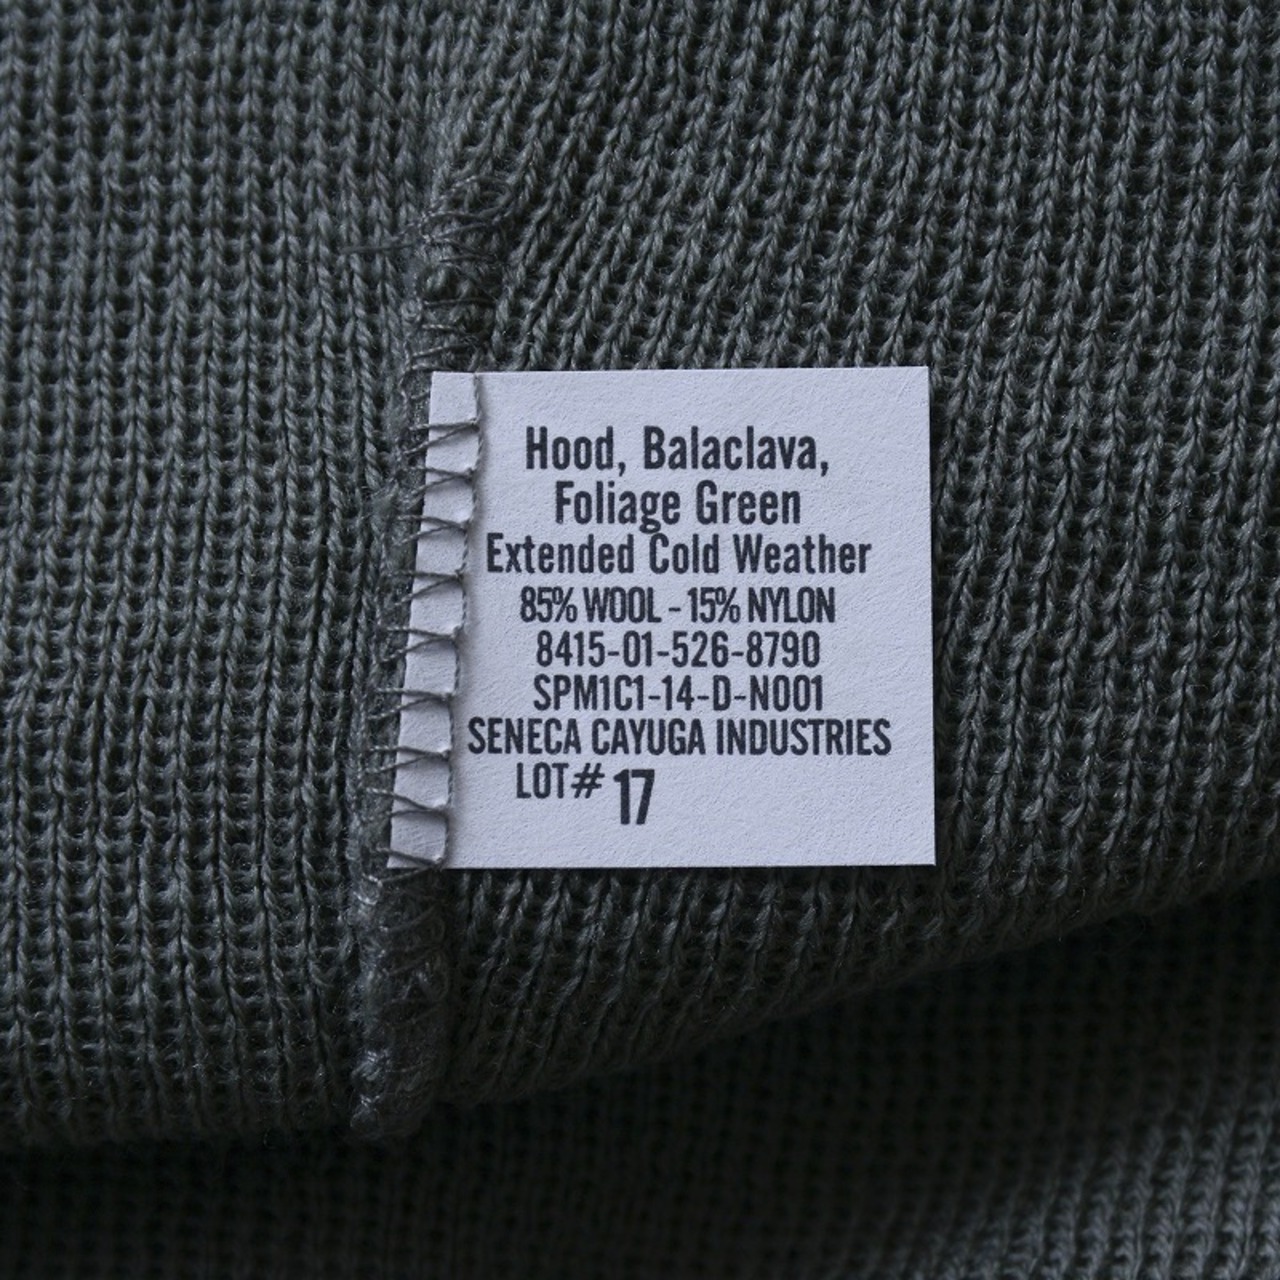 Hood, Balaclava,
Foliage Green
Extended Cold Weather
85% WOOL - 15% NYLON
8415-01-526-8790
SPM1C1-14-D-N001
SENECA CAYUGA INDUSTRIES
LOT# 17